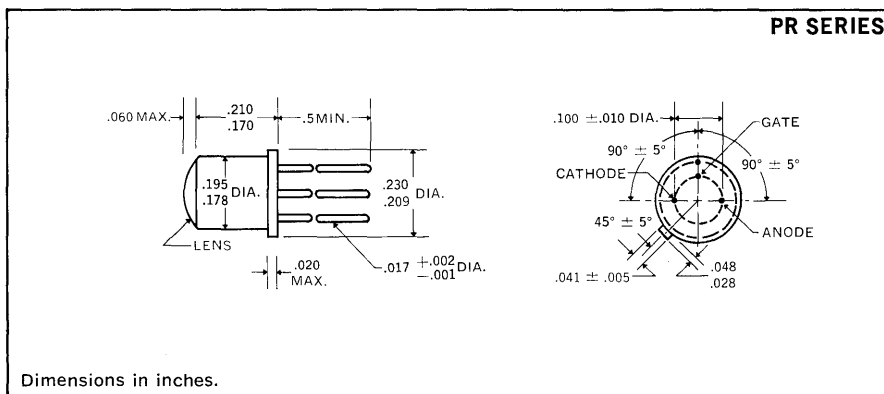 PR SERIES
.060 MAX.
.210
.170
.5MIN.
.195
.178
DIA.
.230
.209
DIA.
LENS
.020
MAX.
.017 +.002
−.001
DIA.
.100 ±.010 DIA.
GATE
90° ± 5°
90° ± 5°
CATHODE
ANODE
45° ± 5°
.041 ± .005
.048
.028
Dimensions in inches.